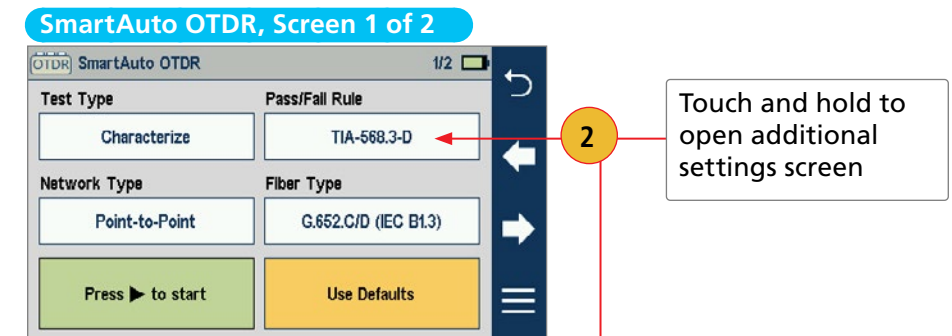 SmartAuto OTDR, Screen 1 of 2
OTDR SmartAuto OTDR 1/2
Test Type Pass/Fall Rule
Characterize TIA-568.3-D
Network Type Fiber Type
Point-to-Point G.652.C/D (IEC B1.3)
Press ▶ to start Use Defaults
2
Touch and hold to
open additional
settings screen